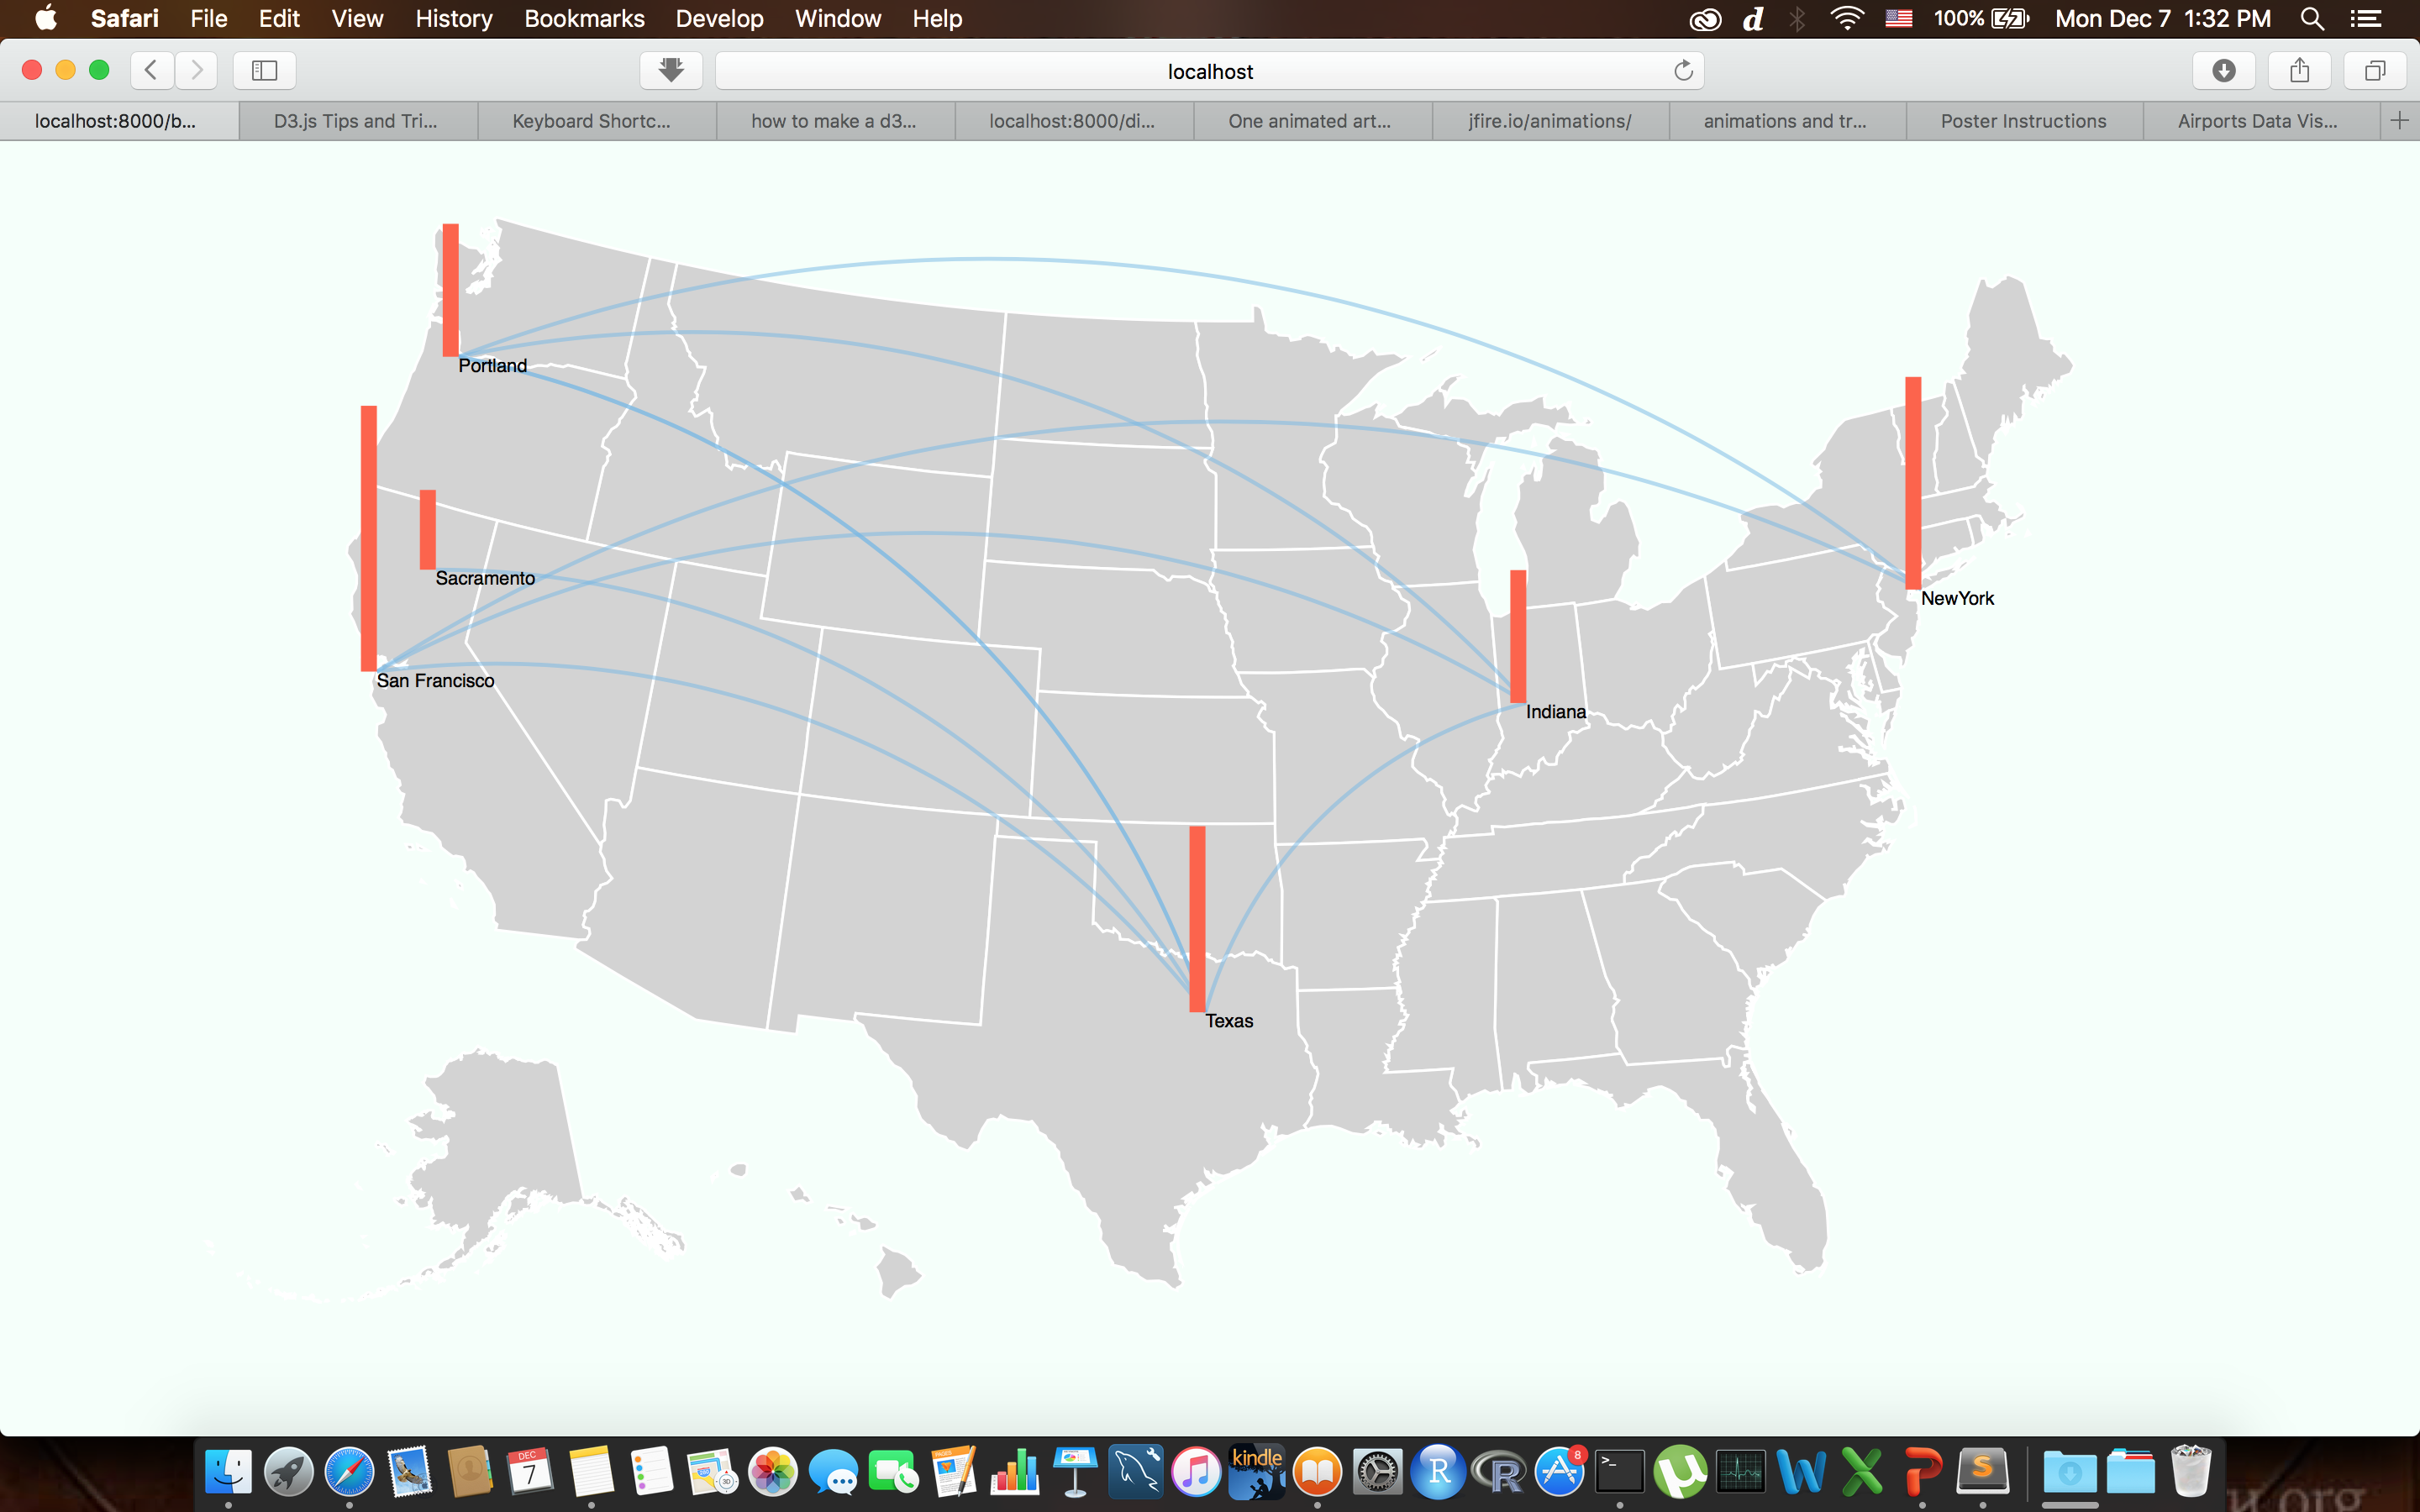 Safari File Edit View History Bookmarks Develop Window Help d 100% Mon Dec 7 1:32 PM
localhost
localhost:8000/b... D3.js Tips and Tri... Keyboard Shortc... how to make a d3... localhost:8000/di... One animated art... jfire.io/animations/ animations and tr... Poster Instructions Airports Data Vis...
Portland
Sacramento
NewYork
San Francisco
Indiana
Texas
DEC
7
kindle
R
R
8
>_
µ
W
X
P
S
u.org